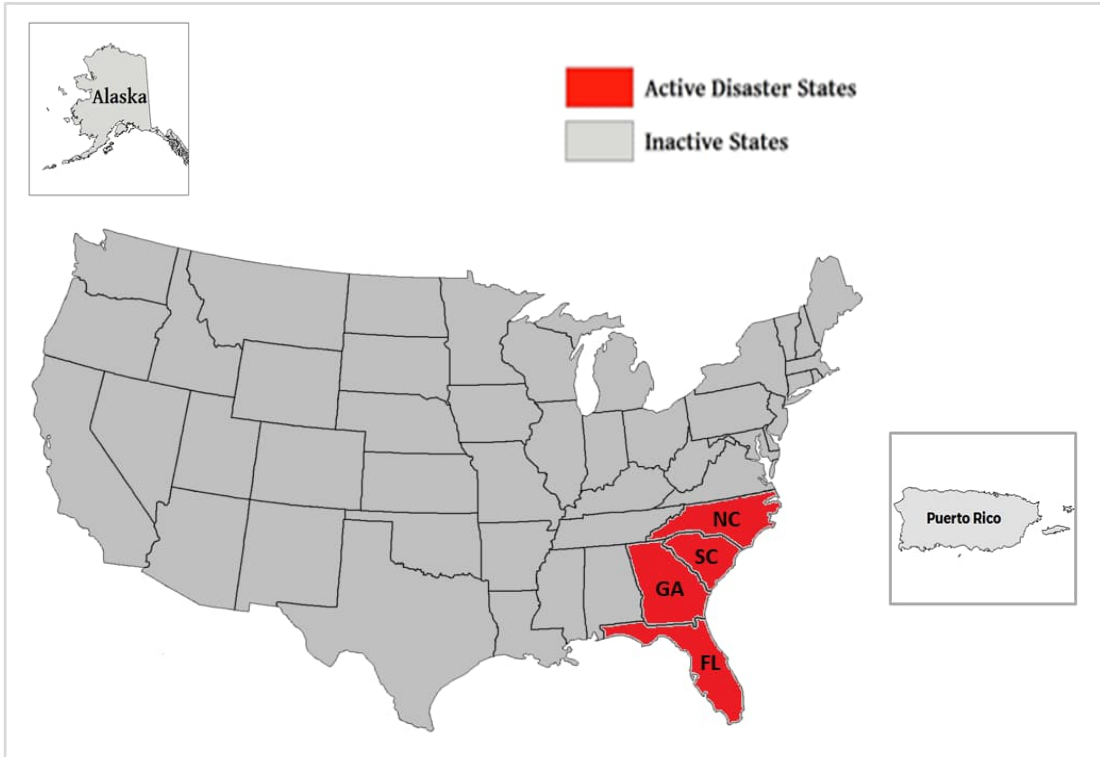 Alaska
Active Disaster States
Inactive States
NC
SC
GA
FL
Puerto Rico